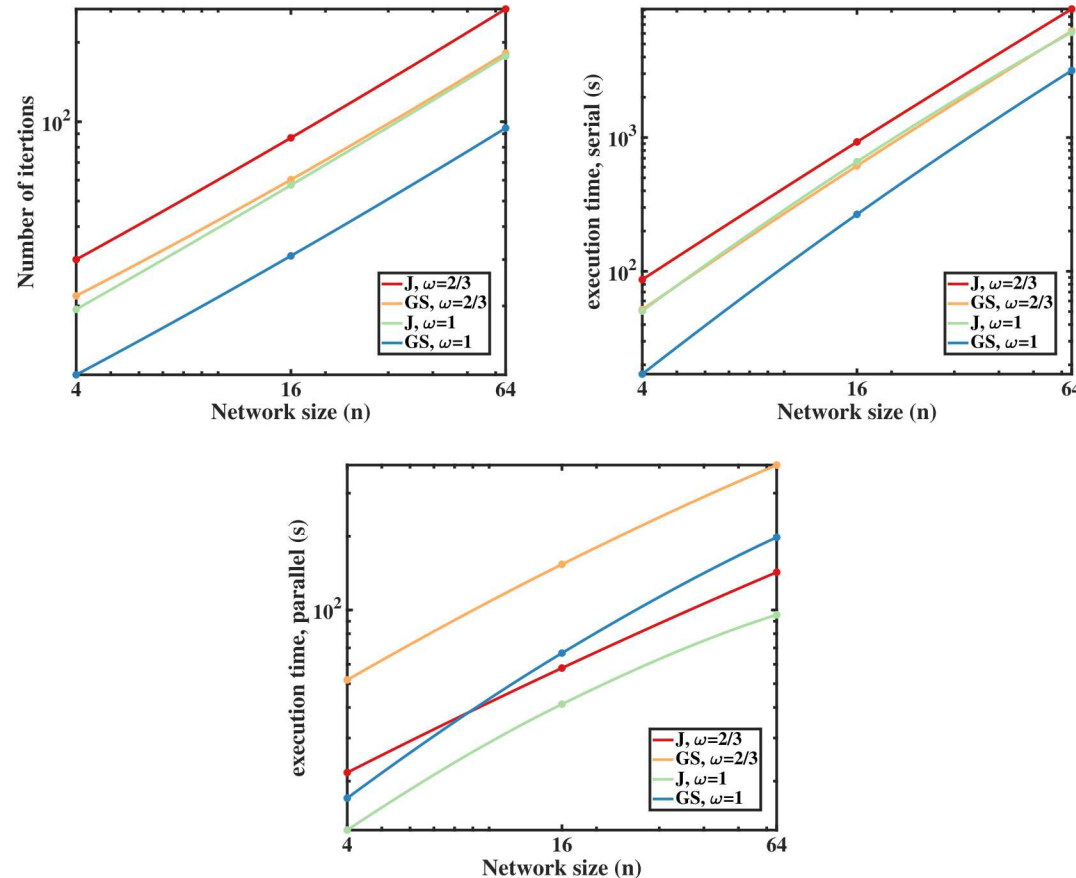 Number of itertions
10²
4
16
64
Network size (n)
J, ω=2/3
GS, ω=2/3
J, ω=1
GS, ω=1
execution time, serial (s)
10³
10²
4
16
64
Network size (n)
J, ω=2/3
GS, ω=2/3
J, ω=1
GS, ω=1
execution time, parallel (s)
10²
4
16
64
Network size (n)
J, ω=2/3
GS, ω=2/3
J, ω=1
GS, ω=1